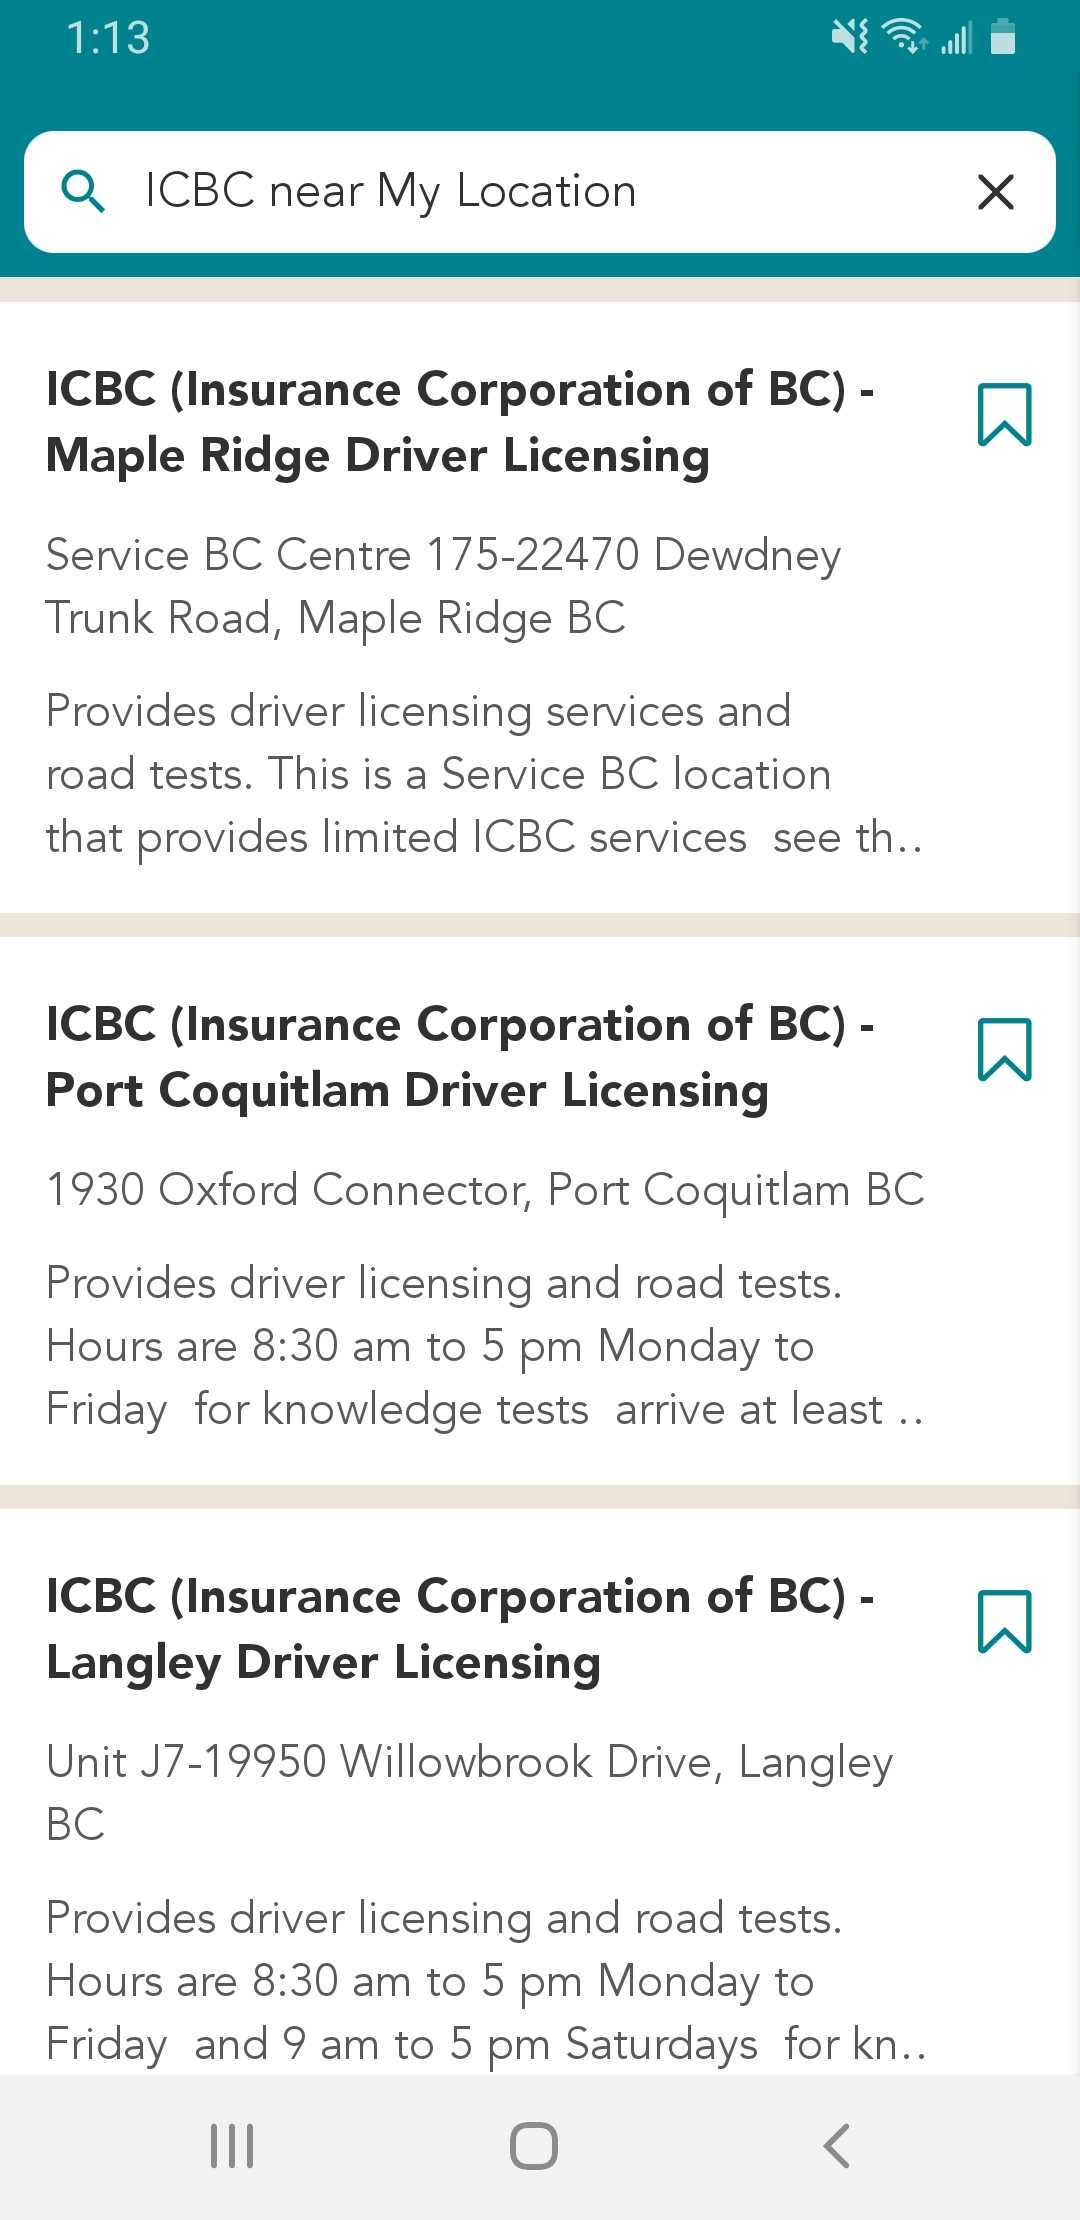 1:13
ICBC near My Location
ICBC (Insurance Corporation of BC) -
Maple Ridge Driver Licensing
Service BC Centre 175-22470 Dewdney
Trunk Road, Maple Ridge BC
Provides driver licensing services and
road tests. This is a Service BC location
that provides limited ICBC services  see th..
ICBC (Insurance Corporation of BC) -
Port Coquitlam Driver Licensing
1930 Oxford Connector, Port Coquitlam BC
Provides driver licensing and road tests.
Hours are 8:30 am to 5 pm Monday to
Friday  for knowledge tests  arrive at least ..
ICBC (Insurance Corporation of BC) -
Langley Driver Licensing
Unit J7-19950 Willowbrook Drive, Langley
BC
Provides driver licensing and road tests.
Hours are 8:30 am to 5 pm Monday to
Friday  and 9 am to 5 pm Saturdays  for kn..